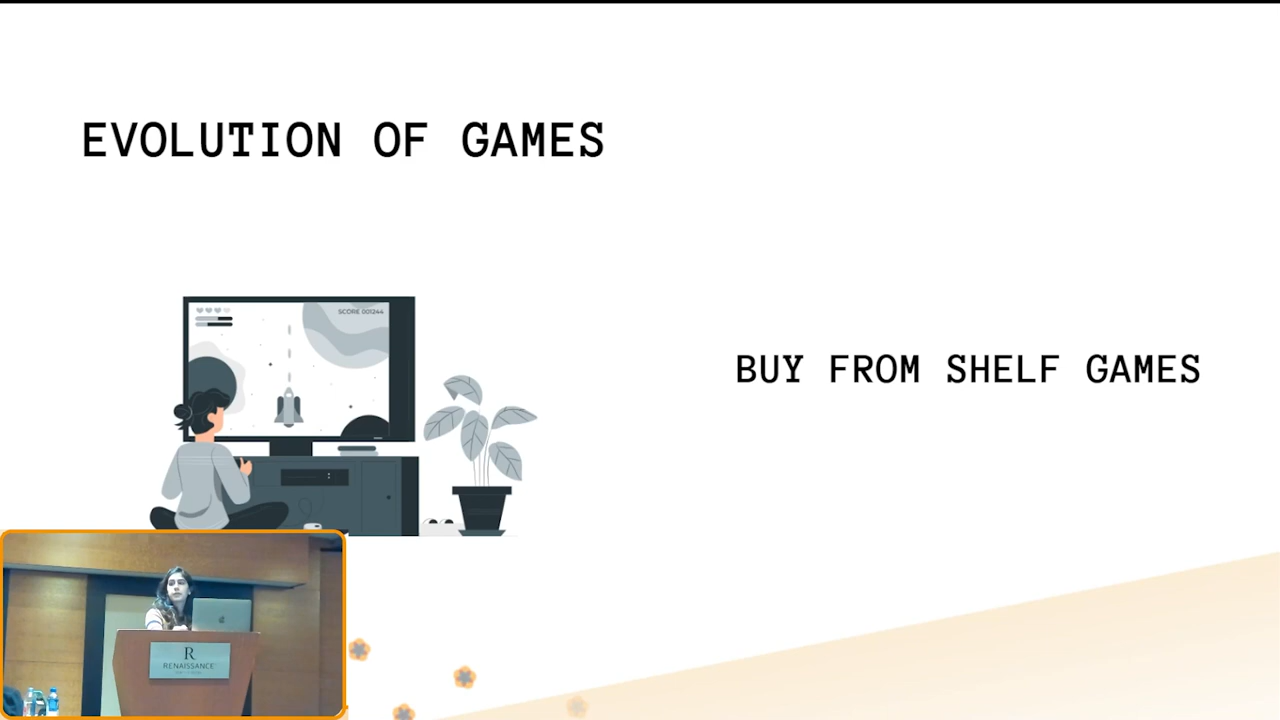 EVOLUTION OF GAMES
SCORE 001244
BUY FROM SHELF GAMES
R
RENAISSANCE